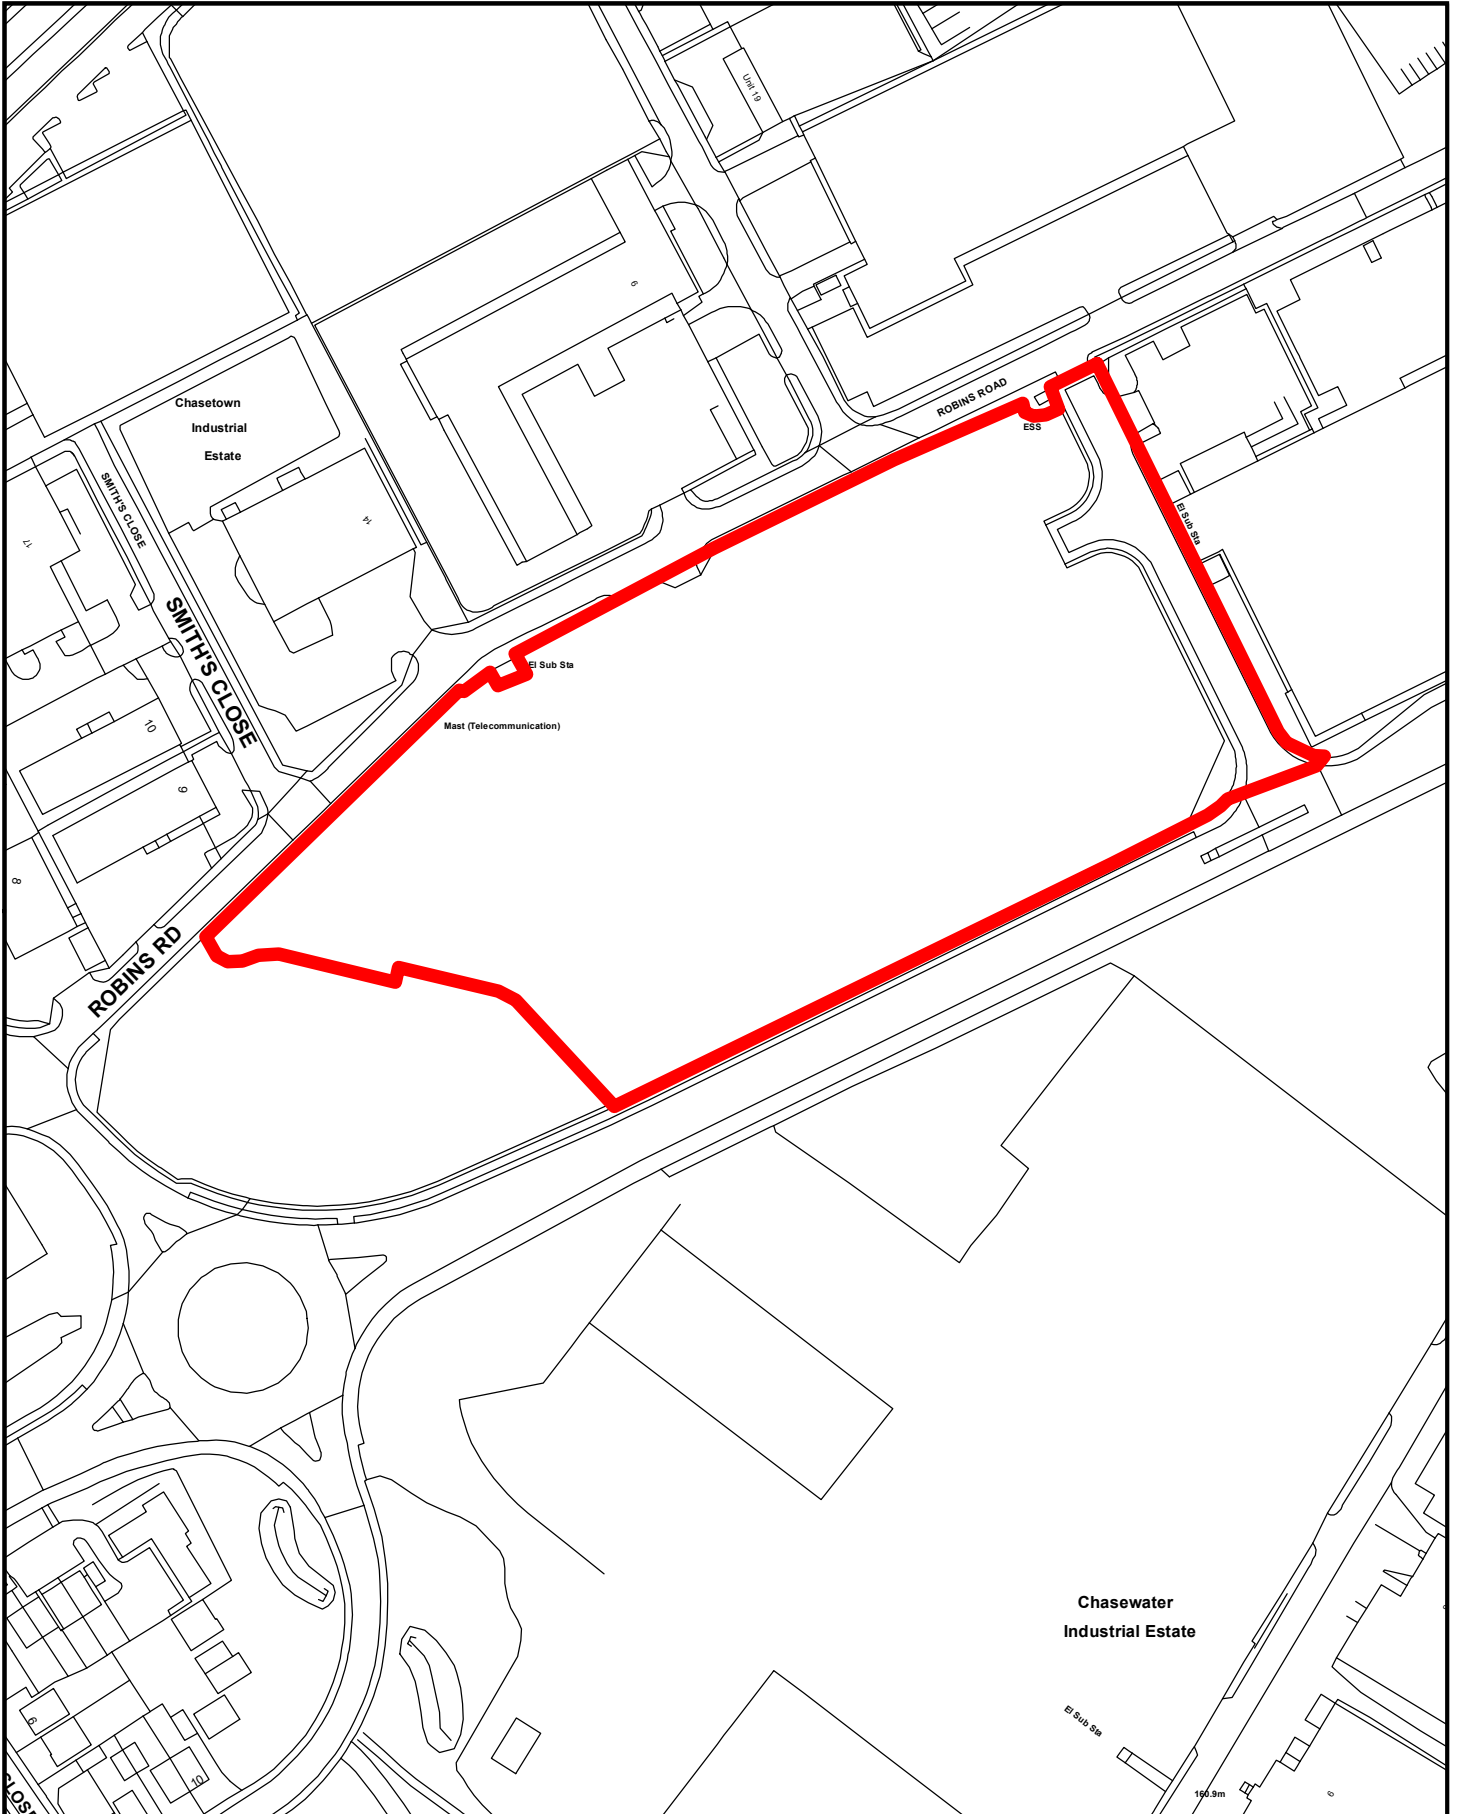 Unit 19
6
ROBINS ROAD
ESS
Chasetown
Industrial
Estate
SMITH'S CLOSE
14
17
El Sub Sta
SMITH'S CLOSE
El Sub Sta
Mast (Telecommunication)
10
9
8
ROBINS RD
Chasewater
Industrial Estate
El Sub Sta
6
10
160.9m